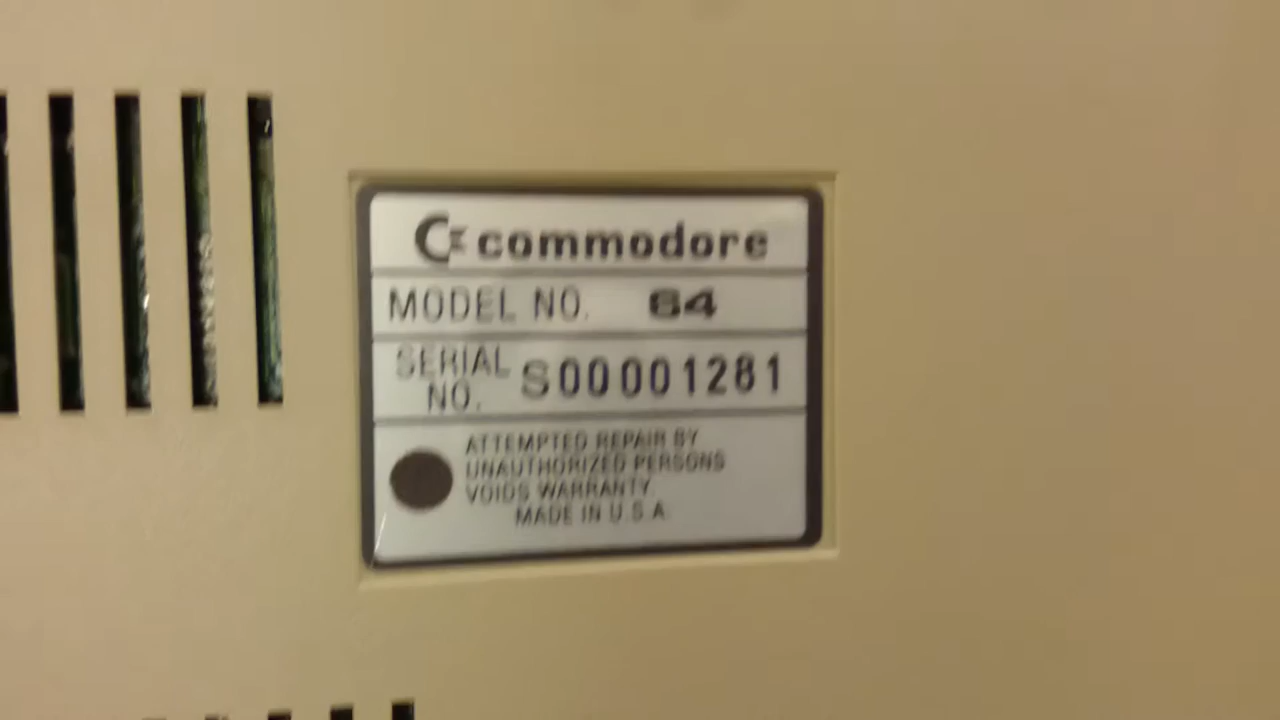 commodore
MODEL NO. 64
SERIAL NO. S00001281
ATTEMPTED REPAIR BY
UNAUTHORIZED PERSONS
VOIDS WARRANTY.
MADE IN U.S.A.